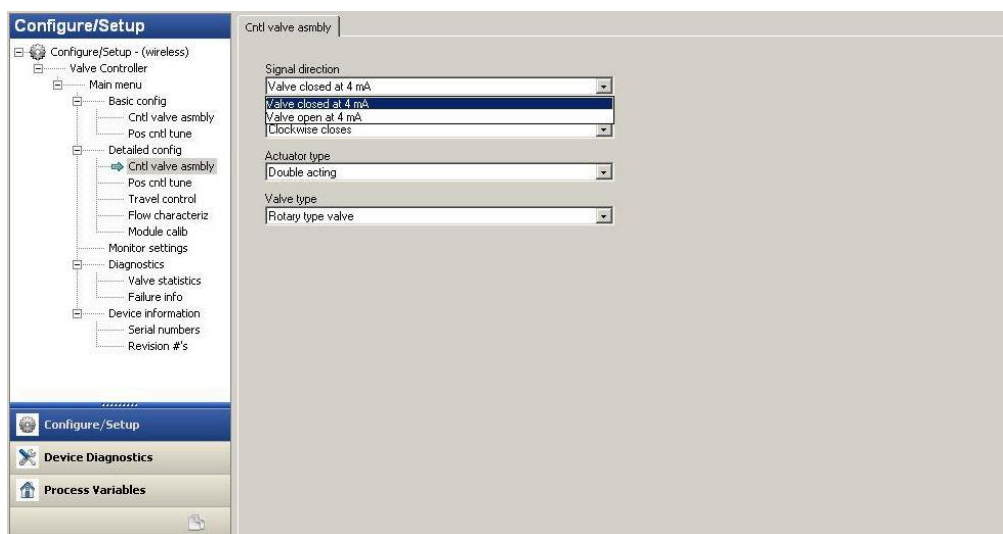 Configure/Setup
Configure/Setup - (wireless)
Valve Controller
Main menu
Basic config
Cntl valve asmbly
Pos cntl tune
Detailed config
Cntl valve asmbly
Pos cntl tune
Travel control
Flow characteriz
Module calib
Monitor settings
Diagnostics
Valve statistics
Failure info
Device information
Serial numbers
Revision #'s
Configure/Setup
Device Diagnostics
Process Variables
Cntl valve asmbly
Signal direction
Valve closed at 4 mA
Valve closed at 4 mA
Valve open at 4 mA
Clockwise closes
Actuator type
Double acting
Valve type
Rotary type valve